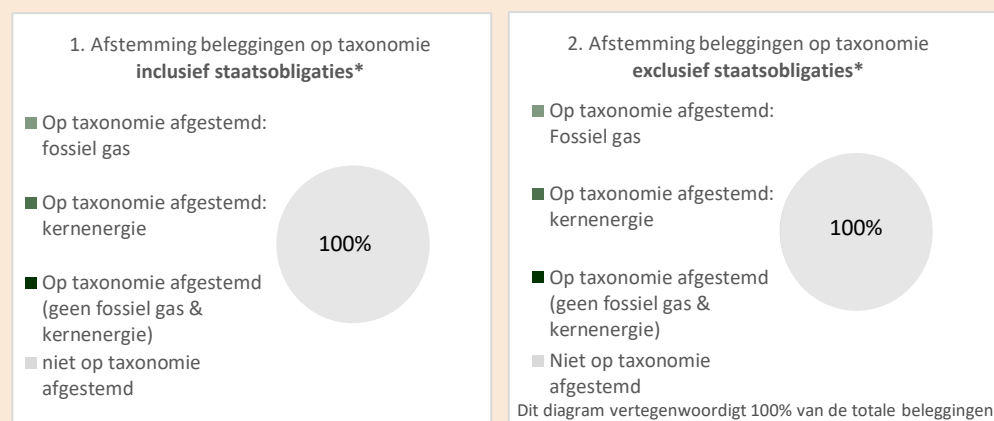 1. Afstemming beleggingen op taxonomie
inclusief staatsobligaties*
Op taxonomie afgestemd:
fossiel gas
Op taxonomie afgestemd:
kernenergie
Op taxonomie afgestemd
(geen fossiel gas &
kernenergie)
niet op taxonomie
afgestemd
100%
2. Afstemming beleggingen op taxonomie
exclusief staatsobligaties*
Op taxonomie afgestemd:
Fossiel gas
Op taxonomie afgestemd:
kernenergie
Op taxonomie afgestemd
(geen fossiel gas &
kernenergie)
Niet op taxonomie
afgestemd
100%
Dit diagram vertegenwoordigt 100% van de totale beleggingen